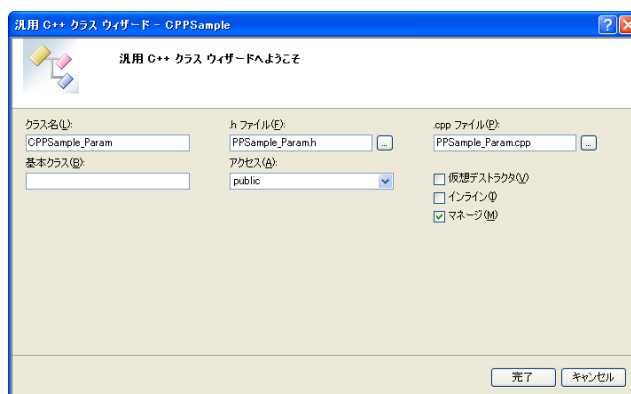 汎用 C++ クラス ウィザード - CPPSample
汎用 C++ クラス ウィザードへようこそ
クラス名(L):
.h ファイル(F):
.cpp ファイル(P):
CPPSample_Param
PPSample_Param.h
...
PPSample_Param.cpp
...
基本クラス(B):
アクセス(A):
public
仮想デストラクタ(V)
インライン(I)
マネージ(M)
完了
キャンセル